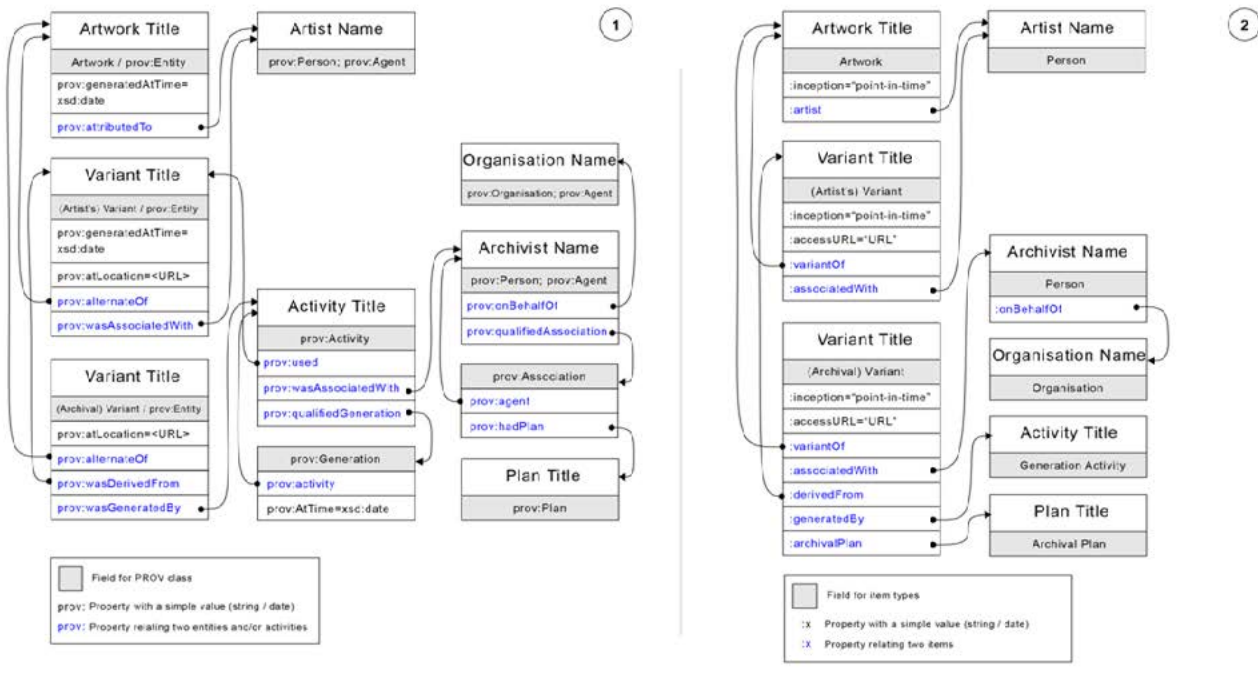 1
Artwork Title
Artwork / prov:Entity
prov:generatedAtTime=
xsd:date
prov:attributedTo
Artist Name
prov:Person; prov:Agent
Variant Title
(Artist's) Variant / prov:Entity
prov:generatedAtTime=
xsd:date
prov:atLocation=<URL>
prov:alternateOf
prov:wasAssociatedWith
Variant Title
(Archival) Variant / prov:Entity
prov:atLocation=<URL>
prov:alternateOf
prov:wasDerivedFrom
prov:wasGeneratedBy
Activity Title
prov:Activity
prov:used
prov:wasAssociatedWith
prov:qualifiedGeneration
prov:Generation
prov:activity
prov:AtTime=xsc:date
Organisation Name
prov:Organisation; prov:Agent
Archivist Name
prov:Person; prov:Agent
prov:onBehalfOf
prov:qualifiedAssociation
prov:Association
prov:agent
prov:hadPlan
Plan Title
prov:Plan
Field for PROV class
prov: Property with a simple value (string / date)
prov: Property relating two entities and/or activities
2
Artwork Title
Artwork
:inception="point-in-time"
:artist
Artist Name
Person
Variant Title
(Artist's) Variant
:inception="point-in-time"
:accessURL="URL"
:variantOf
:associatedWith
Variant Title
(Archival) Variant
:inception="point-in-time"
:accessURL="URL"
:variantOf
:associatedWith
:derivedFrom
:generatedBy
:archivalPlan
Archivist Name
Person
:onBehalfOf
Organisation Name
Organisation
Activity Title
Generation Activity
Plan Title
Archival Plan
Field for item types
:x Property with a simple value (string / date)
:x Property relating two items